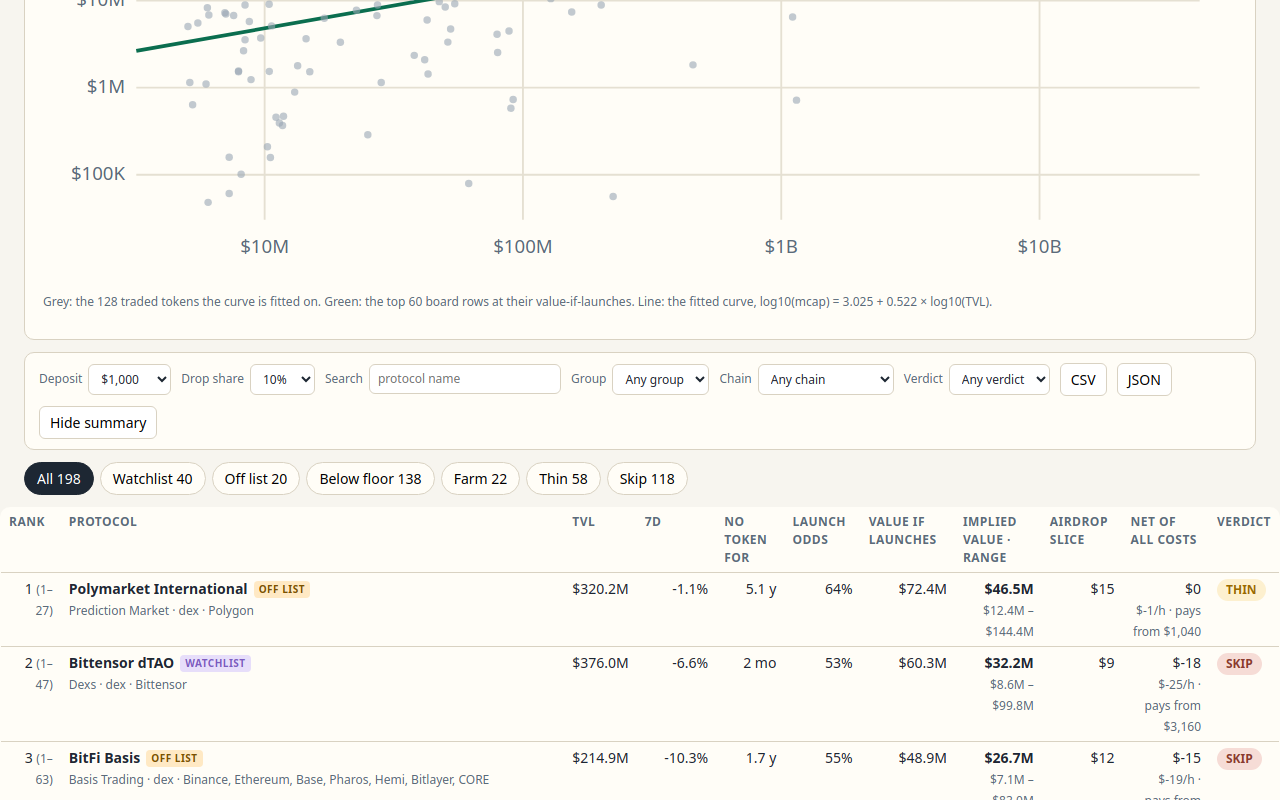 $10M
$1M
$100K
$10M $100M $1B $10B
Grey: the 128 traded tokens the curve is fitted on. Green: the top 60 board rows at their value-if-launches. Line: the fitted curve, log10(mcap) = 3.025 + 0.522 × log10(TVL).
Deposit $1,000 Drop share 10% Search protocol name Group Any group Chain Any chain Verdict Any verdict CSV JSON
Hide summary
All 198 Watchlist 40 Off list 20 Below floor 138 Farm 22 Thin 58 Skip 118
RANK PROTOCOL TVL 7D NO LAUNCH VALUE IF IMPLIED AIRDROP NET OF VERDICT
TOKEN ODDS LAUNCHES VALUE · SLICE ALL COSTS
FOR RANGE
1 (1– Polymarket International OFF LIST $320.2M -1.1% 5.1 y 64% $72.4M $46.5M $15 $0 THIN
27) Prediction Market · dex · Polygon $12.4M – $-1/h · pays
$144.4M from $1,040
2 (1– Bittensor dTAO WATCHLIST $376.0M -6.6% 2 mo 53% $60.3M $32.2M $9 $-18 SKIP
47) Dexs · dex · Bittensor $8.6M – $-25/h ·
$99.8M pays from
$3,160
3 (1– BitFi Basis OFF LIST $214.9M -10.3% 1.7 y 55% $48.9M $26.7M $12 $-15 SKIP
63) Basis Trading · dex · Binance, Ethereum, Base, Pharos, Hemi, Bitlayer, CORE $7.1M – $-19/h ·